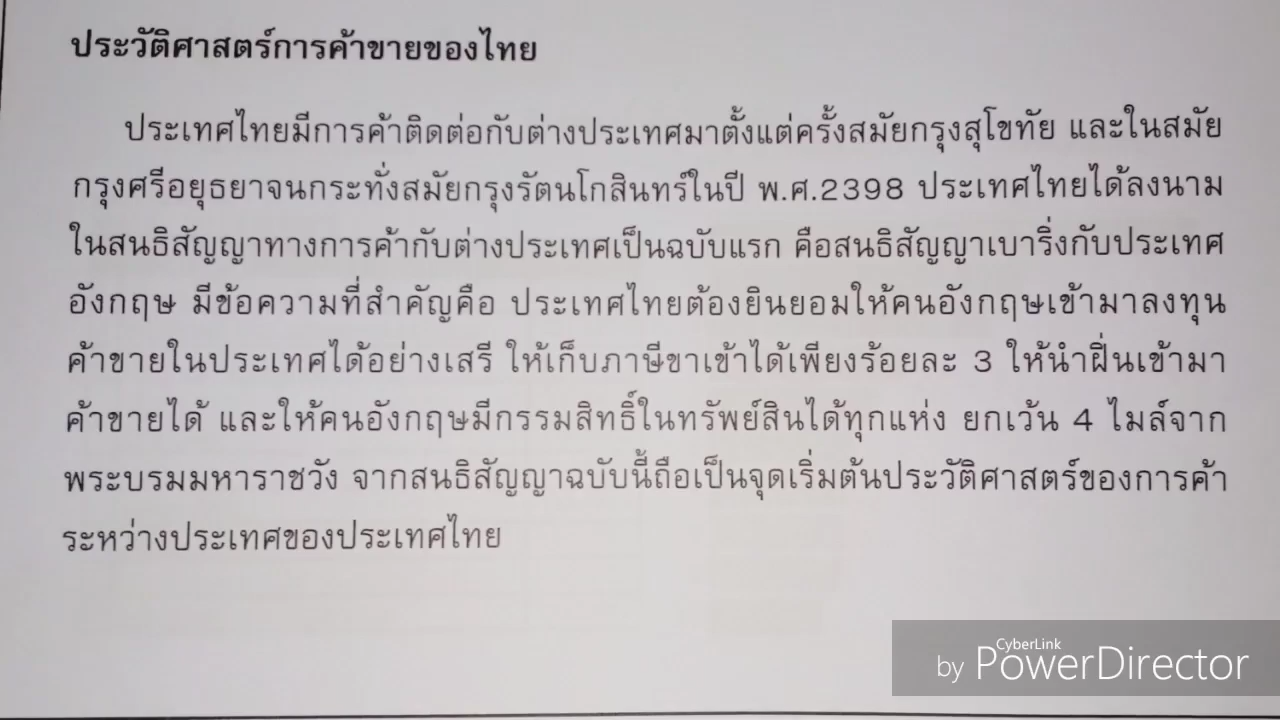 ประวัติศาสตร์การค้าขายของไทย
ประเทศไทยมีการค้าติดต่อกับต่างประเทศมาตั้งแต่ครั้งสมัยกรุงสุโขทัย และในสมัย
กรุงศรีอยุธยาจนกระทั่งสมัยกรุงรัตนโกสินทร์ในปี พ.ศ.2398 ประเทศไทยได้ลงนาม
ในสนธิสัญญาทางการค้ากับต่างประเทศเป็นฉบับแรก คือสนธิสัญญาเบาริ่งกับประเทศ
อังกฤษ มีข้อความที่สำคัญคือ ประเทศไทยต้องยินยอมให้คนอังกฤษเข้ามาลงทุน
ค้าขายในประเทศได้อย่างเสรี ให้เก็บภาษีขาเข้าได้เพียงร้อยละ 3 ให้นำฝิ่นเข้ามา
ค้าขายได้ และให้คนอังกฤษมีกรรมสิทธิ์ในทรัพย์สินได้ทุกแห่ง ยกเว้น 4 ไมล์จาก
พระบรมมหาราชวัง จากสนธิสัญญาฉบับนี้ถือเป็นจุดเริ่มต้นประวัติศาสตร์ของการค้า
ระหว่างประเทศของประเทศไทย
CyberLink
by PowerDirector